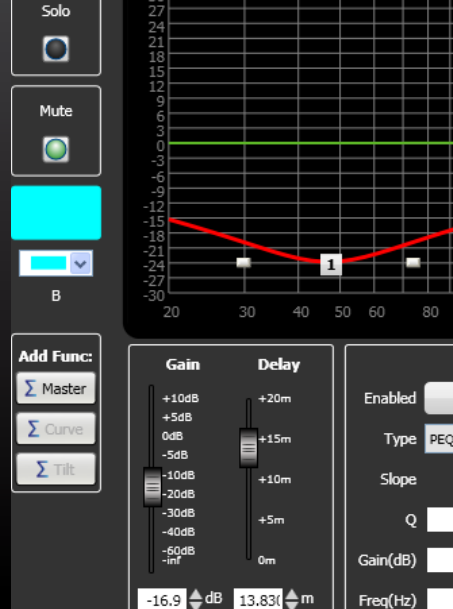 Solo
Mute
B
27
24
21
18
15
12
9
6
3
0
-3
-6
-9
-12
-15
-18
-21
-24
-27
-30
1
20 30 40 50 60 80
Add Func:
Σ Master
Σ Curve
Σ Tilt
Gain
+10dB
+5dB
0dB
-5dB
-10dB
-20dB
-30dB
-40dB
-60dB
-inf
-16.9 dB
Delay
+20m
+15m
+10m
+5m
0m
13.830 m
Enabled
Type PEQ
Slope
Q
Gain(dB)
Freq(Hz)